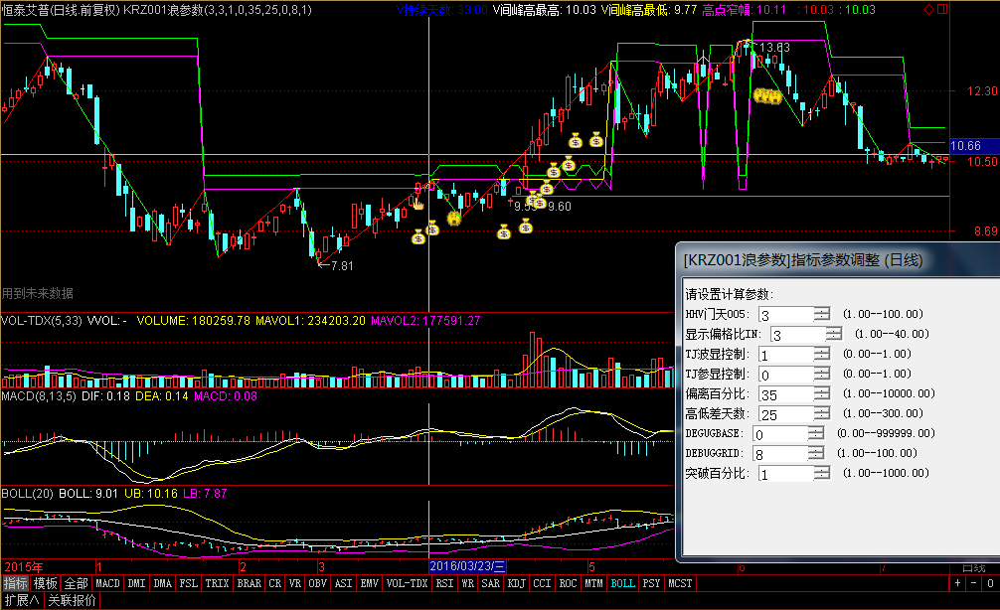 恒泰艾普(日线.前复权) KRZ001浪参数(3,3,1,0,35,25,0,8,1) V持续天数: 33.00 V间峰高最高: 10.03 V间峰高最低: 9.77 高点窄幅: 10.11 : 10.03 : 10.03
13.63
12.30
10.66
10.50
9.59
9.60
8.69
7.81
用到未来数据
VOL-TDX(5,33) VVOL: - VOLUME: 180259.78 MAVOL1: 234203.20 MAVOL2: 177591.27
MACD(8,13,5) DIF: 0.18 DEA: 0.14 MACD: 0.08
BOLL(20) BOLL: 9.01 UB: 10.16 LB: 7.87
2015年 1 2 3 2016/03/23/三 5 6 7 日线
指标 模板 全部 MACD DMI DMA FSL TRIX BRAR CR VR OBV ASI EMV VOL-TDX RSI WR SAR KDJ CCI ROC MTM BOLL PSY MCST + - 0
扩展∧ 关联报价
[KRZ001浪参数]指标参数调整 (日线)
请设置计算参数:
HHV门天005: 3 (1.00--100.00)
显示偏格比IN: 3 (1.00--40.00)
TJ波显控制: 1 (0.00--1.00)
TJ参显控制: 0 (0.00--1.00)
偏离百分比: 35 (1.00--10000.00)
高低差天数: 25 (1.00--300.00)
DEGUGBASE: 0 (0.00--999999.00)
DEBUGGRID: 8 (1.00--100.00)
突破百分比: 1 (1.00--1000.00)